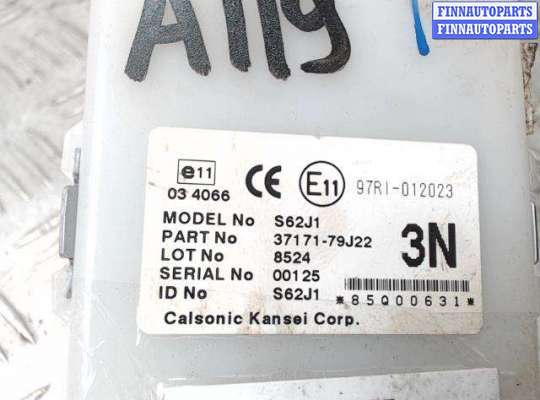 FINNAUTOPARTS
FINNAUTOPARTS
A119
e11
03 4066
CE
E11
97RI-012023
MODEL No S62J1
PART No 37171-79J22
LOT No 8524
SERIAL No 00125
ID No S62J1
3N
*85Q00631*
Calsonic Kansei Corp.